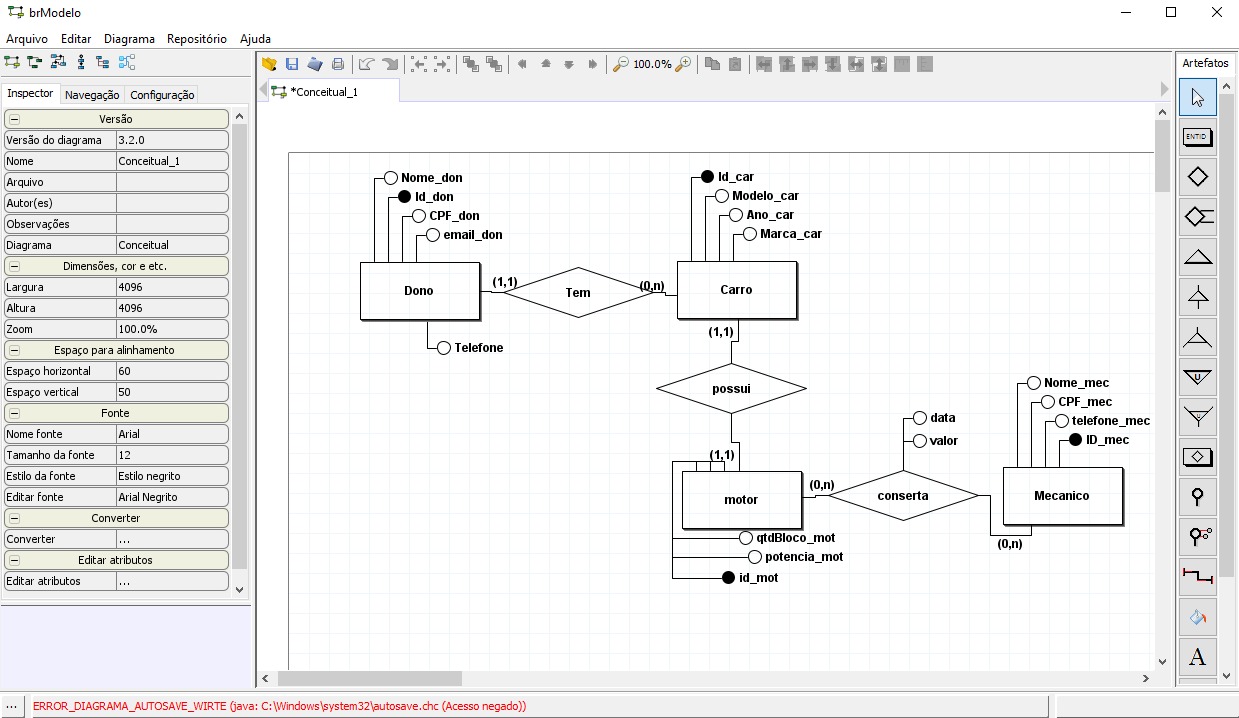 brModelo
Arquivo Editar Diagrama Repositório Ajuda
100.0%
Artefatos
Inspector Navegação Configuração
*Conceitual_1
Versão
Versão do diagrama 3.2.0
Nome Conceitual_1
Arquivo
Autor(es)
Observações
Diagrama Conceitual
Dimensões, cor e etc.
Largura 4096
Altura 4096
Zoom 100.0%
Espaço para alinhamento
Espaço horizontal 60
Espaço vertical 50
Fonte
Nome fonte Arial
Tamanho da fonte 12
Estilo da fonte Estilo negrito
Editar fonte Arial Negrito
Converter
Converter ...
Editar atributos
Editar atributos ...
Nome_don
Id_don
CPF_don
email_don
Dono
(1,1)
Tem
(0,n)
Telefone
Id_car
Modelo_car
Ano_car
Marca_car
Carro
(1,1)
possui
(1,1)
motor
qtdBloco_mot
potencia_mot
id_mot
(0,n)
data
valor
conserta
(0,n)
Nome_mec
CPF_mec
telefone_mec
ID_mec
Mecanico
ENTID
U
A
... ERROR_DIAGRAMA_AUTOSAVE_WIRTE (java: C:\Windows\system32\autosave.chc (Acesso negado))